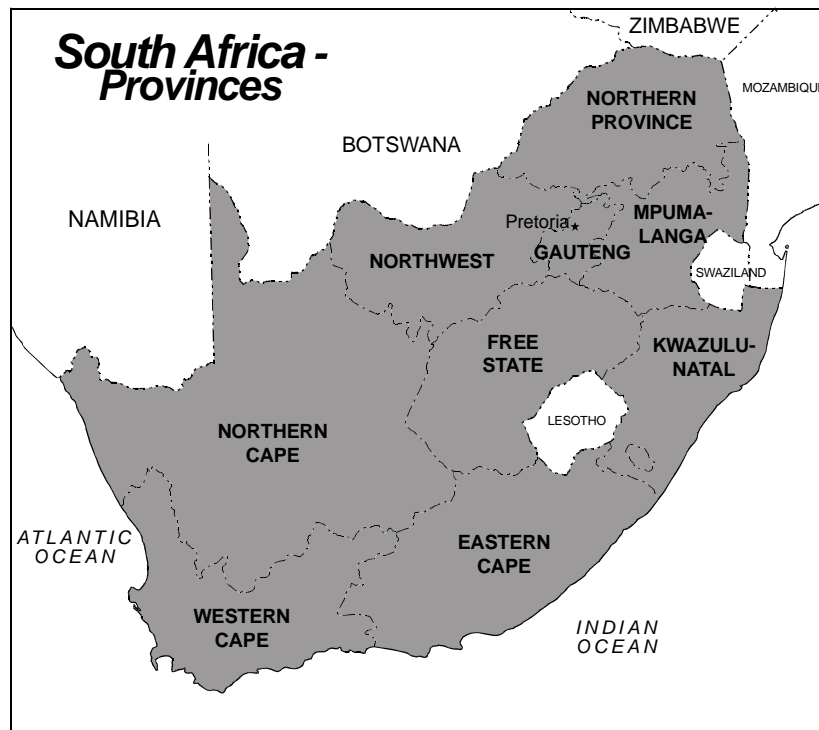 South Africa -
Provinces
ZIMBABWE
MOZAMBIQUE
NORTHERN
PROVINCE
BOTSWANA
NAMIBIA
Pretoria
MPUMA-
LANGA
NORTHWEST
GAUTENG
SWAZILAND
FREE
STATE
KWAZULU-
NATAL
LESOTHO
NORTHERN
CAPE
ATLANTIC
OCEAN
EASTERN
CAPE
WESTERN
CAPE
INDIAN
OCEAN